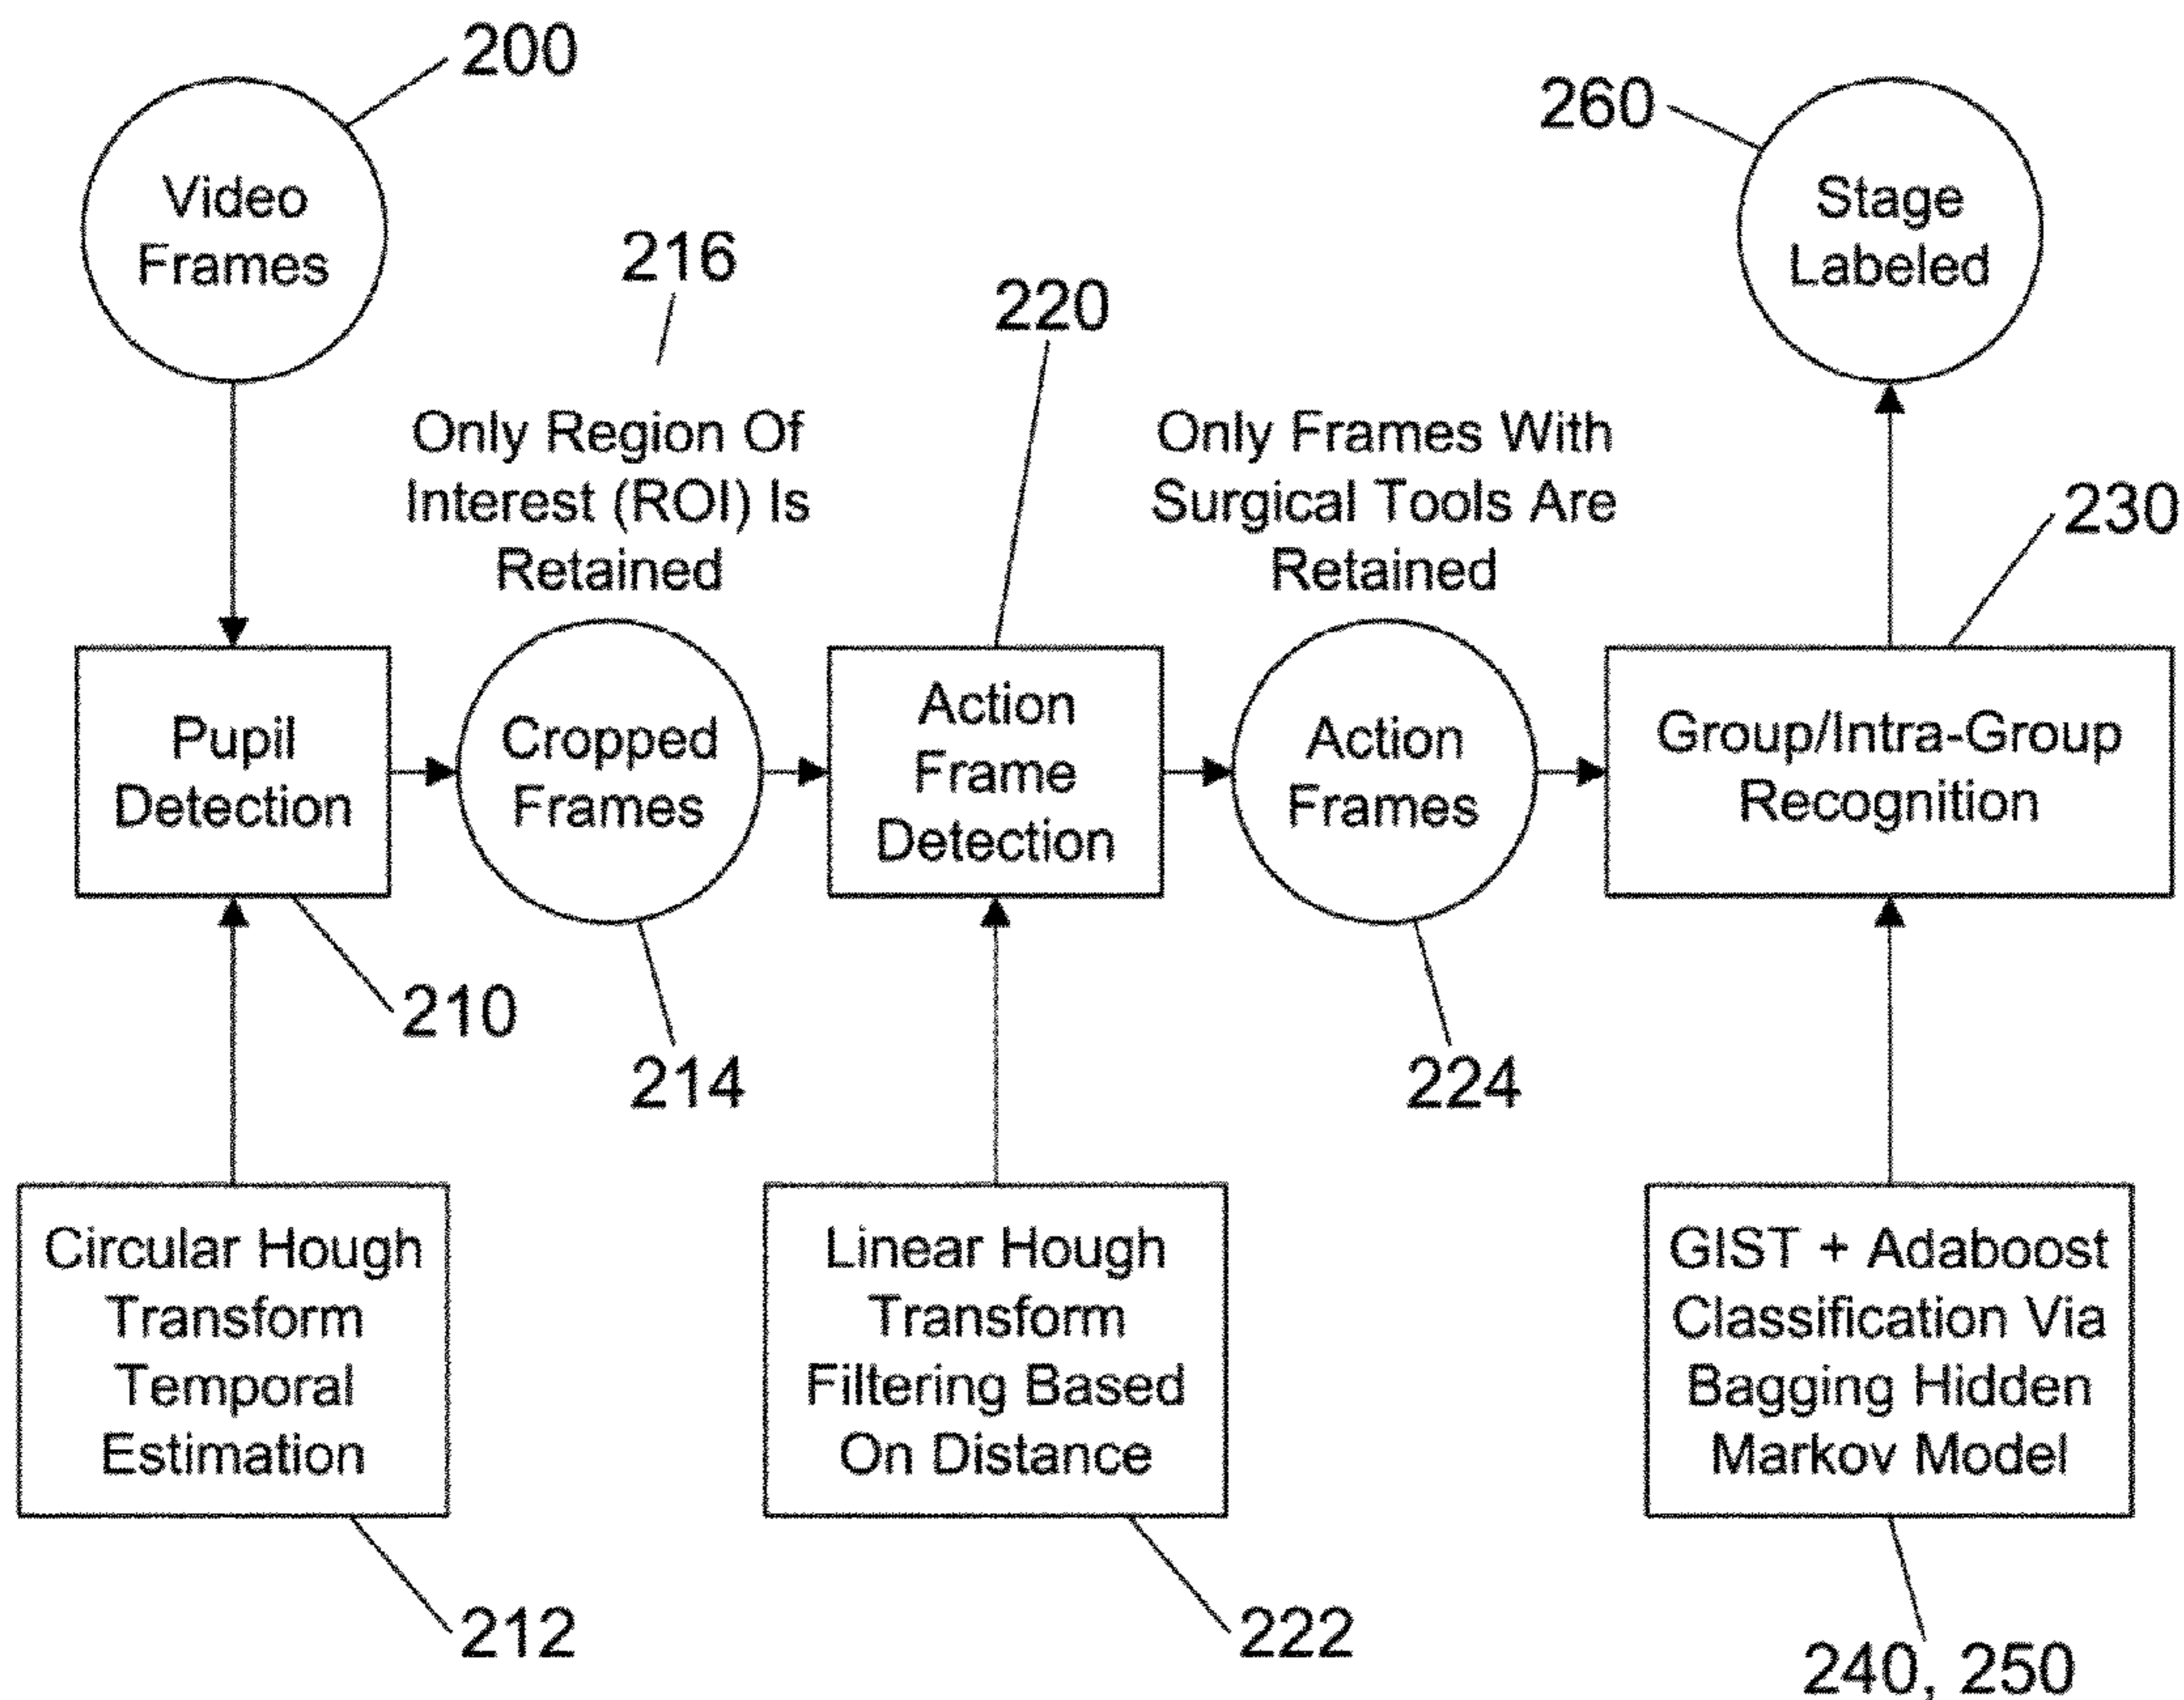 200
Video
Frames
216
Only Region Of
Interest (ROI) Is
Retained
220
Only Frames With
Surgical Tools Are
Retained
260
Stage
Labeled
230
Pupil
Detection
210
Cropped
Frames
214
Action
Frame
Detection
Action
Frames
224
Group/Intra-Group
Recognition
Circular Hough
Transform
Temporal
Estimation
212
Linear Hough
Transform
Filtering Based
On Distance
222
GIST + Adaboost
Classification Via
Bagging Hidden
Markov Model
240, 250